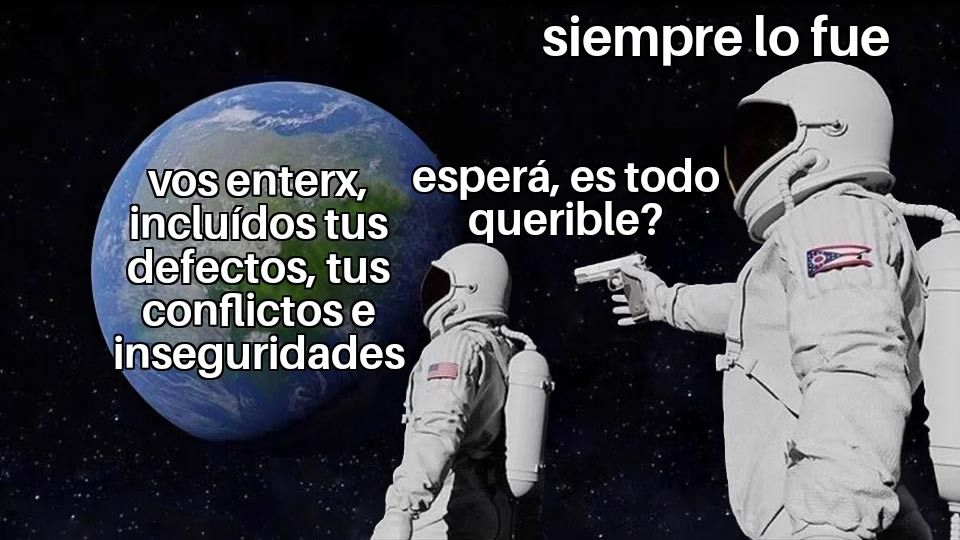 siempre lo fue
vos enterx,
incluídos tus
defectos, tus
conflictos e
inseguridades
esperá, es todo
querible?